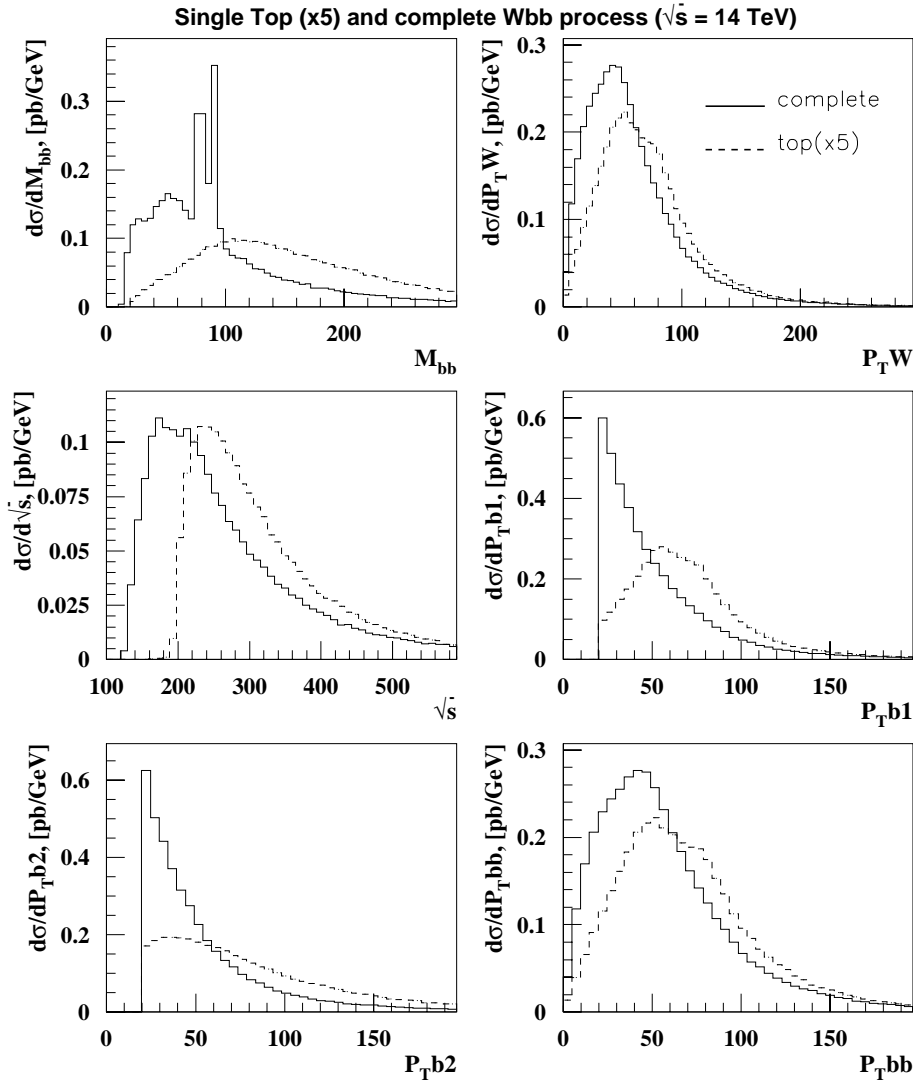 Single Top (x5) and complete Wbb process (√s = 14 TeV)
dσ/dM_bb, [pb/GeV]
0.3
0.2
0.1
0
0 100 200
M_bb
dσ/dP_T W, [pb/GeV]
0.3
0.2
0.1
0
complete
top(x5)
0 100 200
P_T W
dσ/d√s, [pb/GeV]
0.1
0.075
0.05
0.025
0
100 200 300 400 500
√s
dσ/dP_T b1, [pb/GeV]
0.6
0.4
0.2
0
0 50 100 150
P_T b1
dσ/dP_T b2, [pb/GeV]
0.6
0.4
0.2
0
0 50 100 150
P_T b2
dσ/dP_T bb, [pb/GeV]
0.3
0.2
0.1
0
0 50 100 150
P_T bb